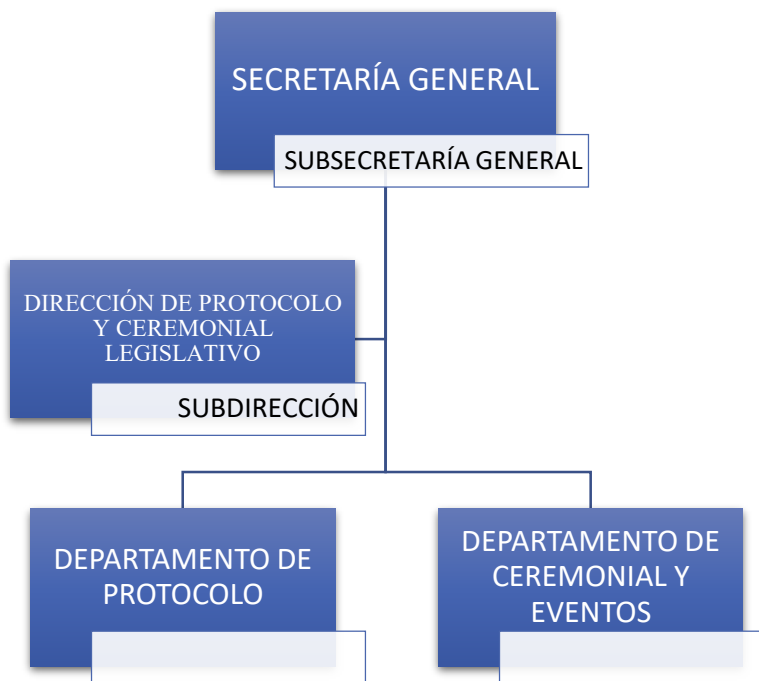 SECRETARÍA GENERAL
SUBSECRETARÍA GENERAL
DIRECCIÓN DE PROTOCOLO
Y CEREMONIAL
LEGISLATIVO
SUBDIRECCIÓN
DEPARTAMENTO DE
PROTOCOLO
DEPARTAMENTO DE
CEREMONIAL Y
EVENTOS